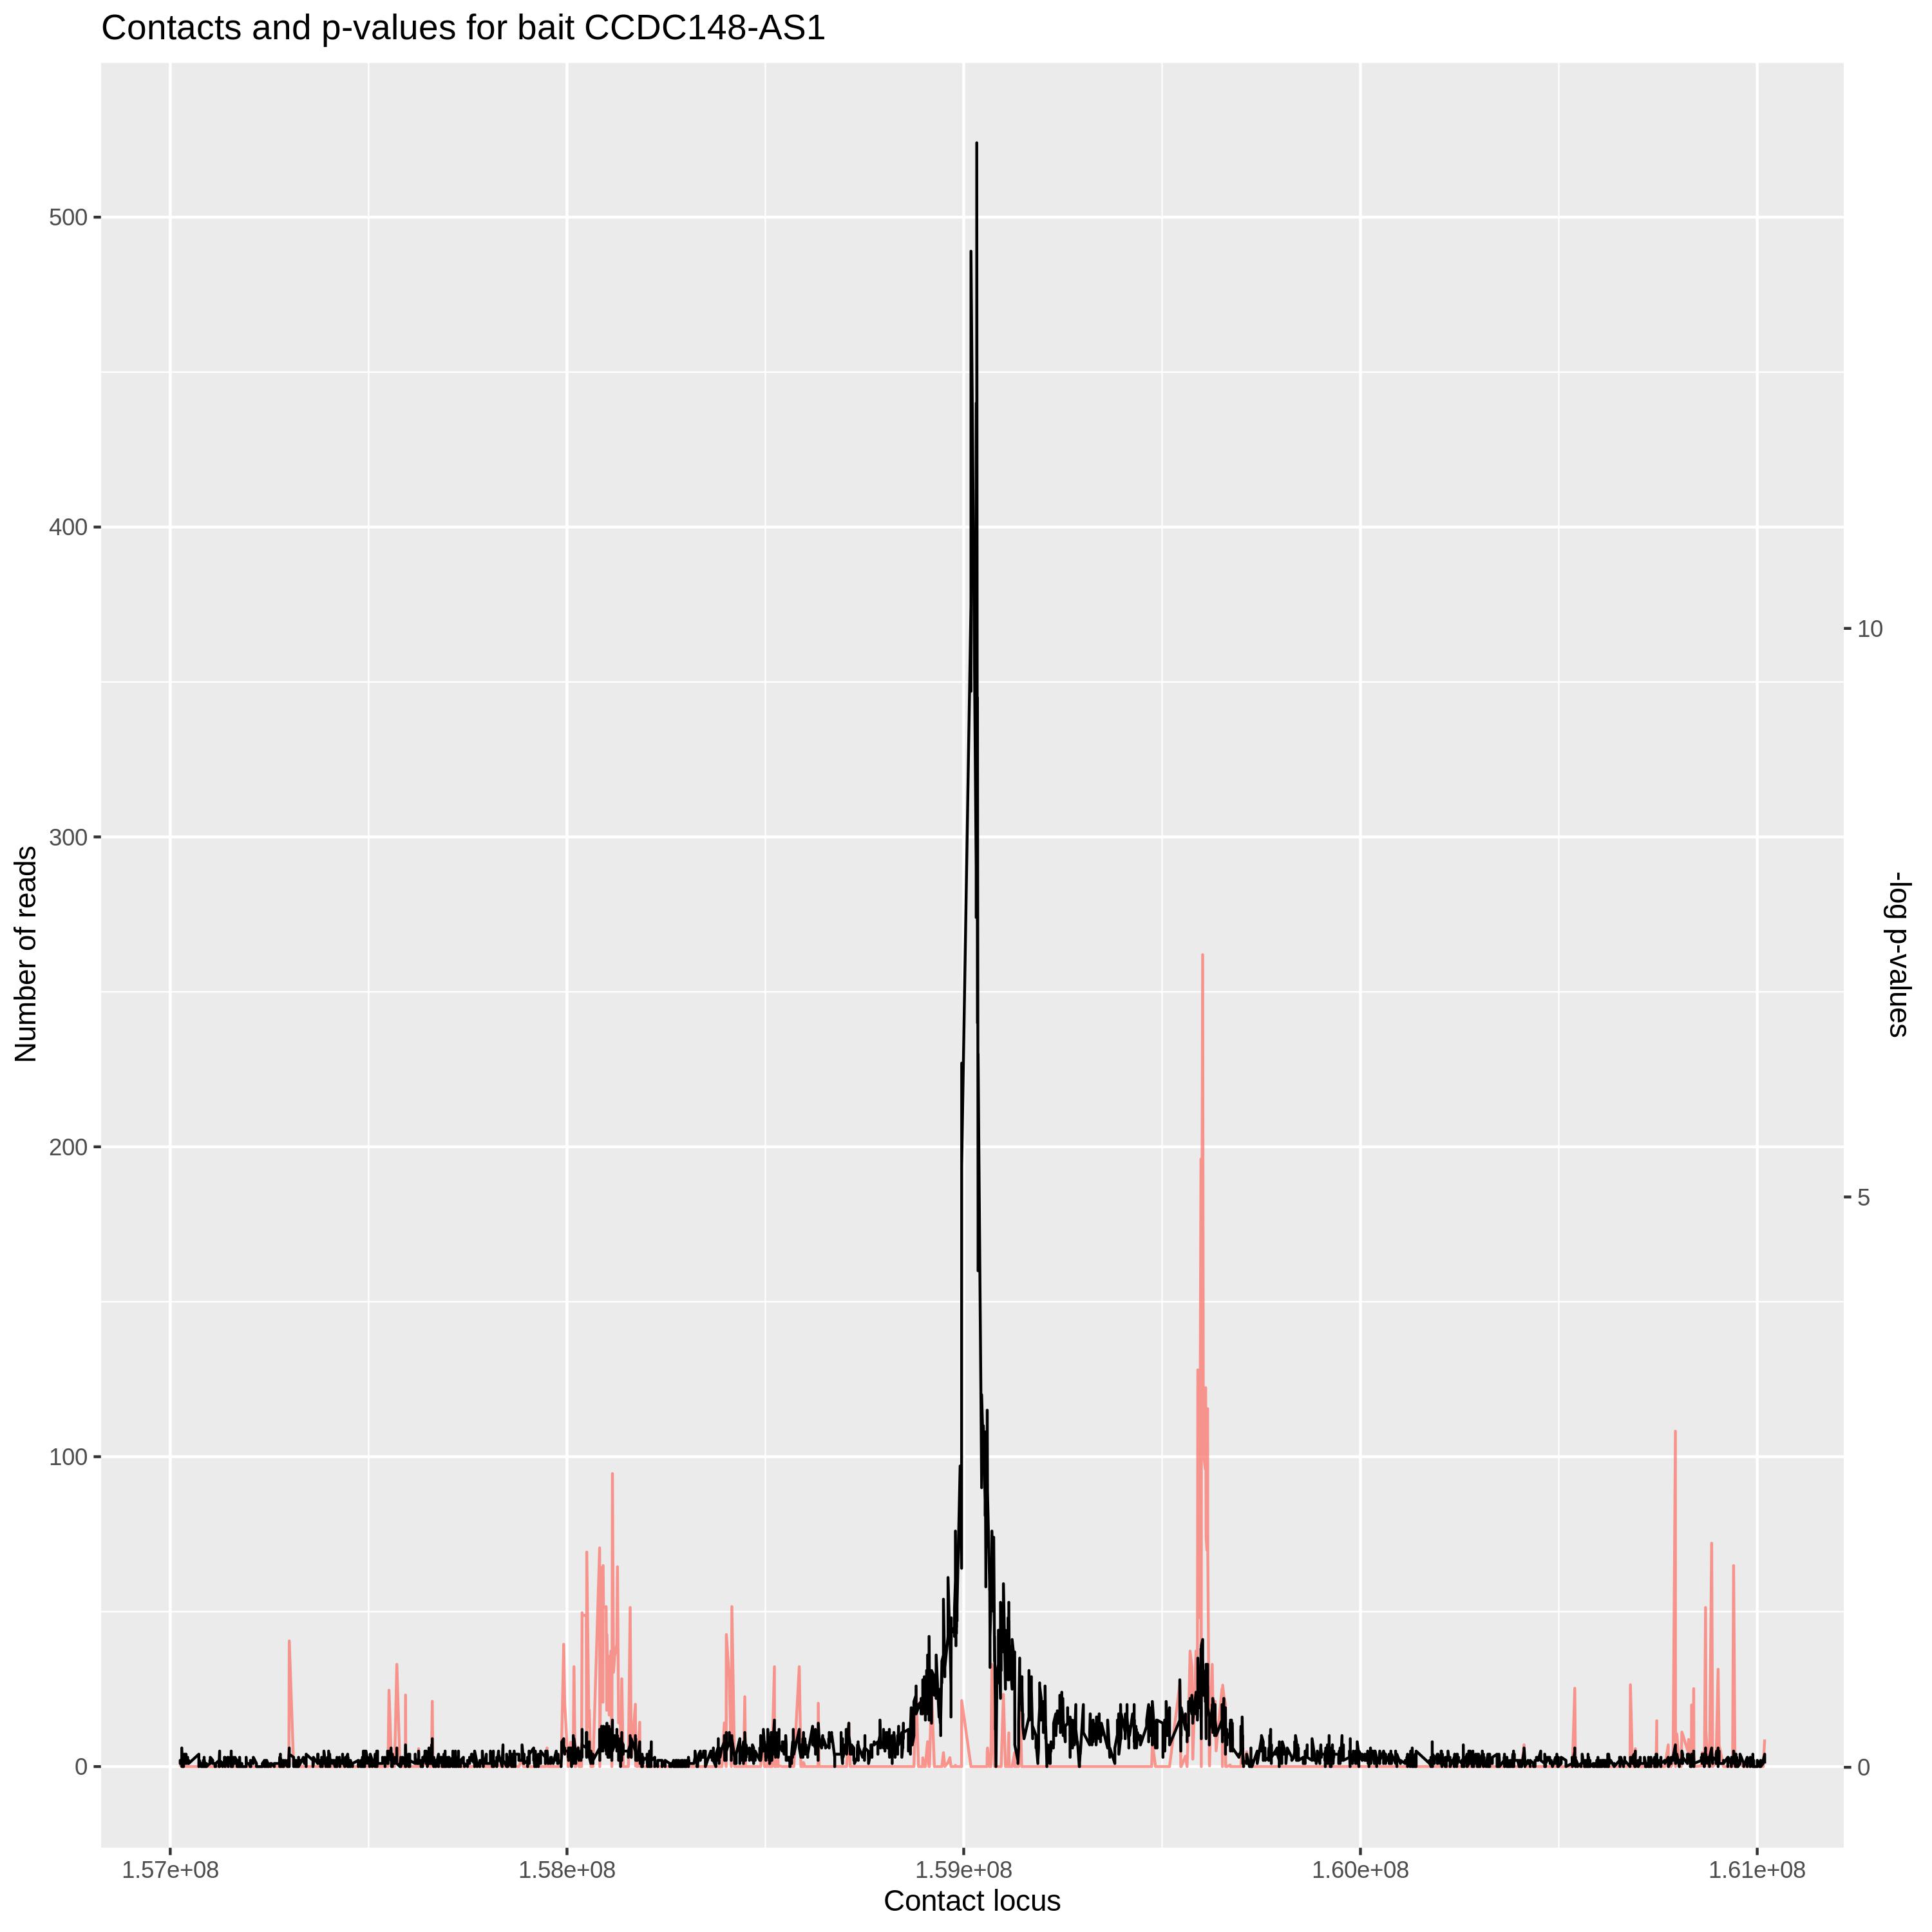 Contacts and p-values for bait CCDC148-AS1
Number of reads
500
400
300
200
100
0
10
5
0
-log p-values
1.57e+08
1.58e+08
1.59e+08
1.60e+08
1.61e+08
Contact locus